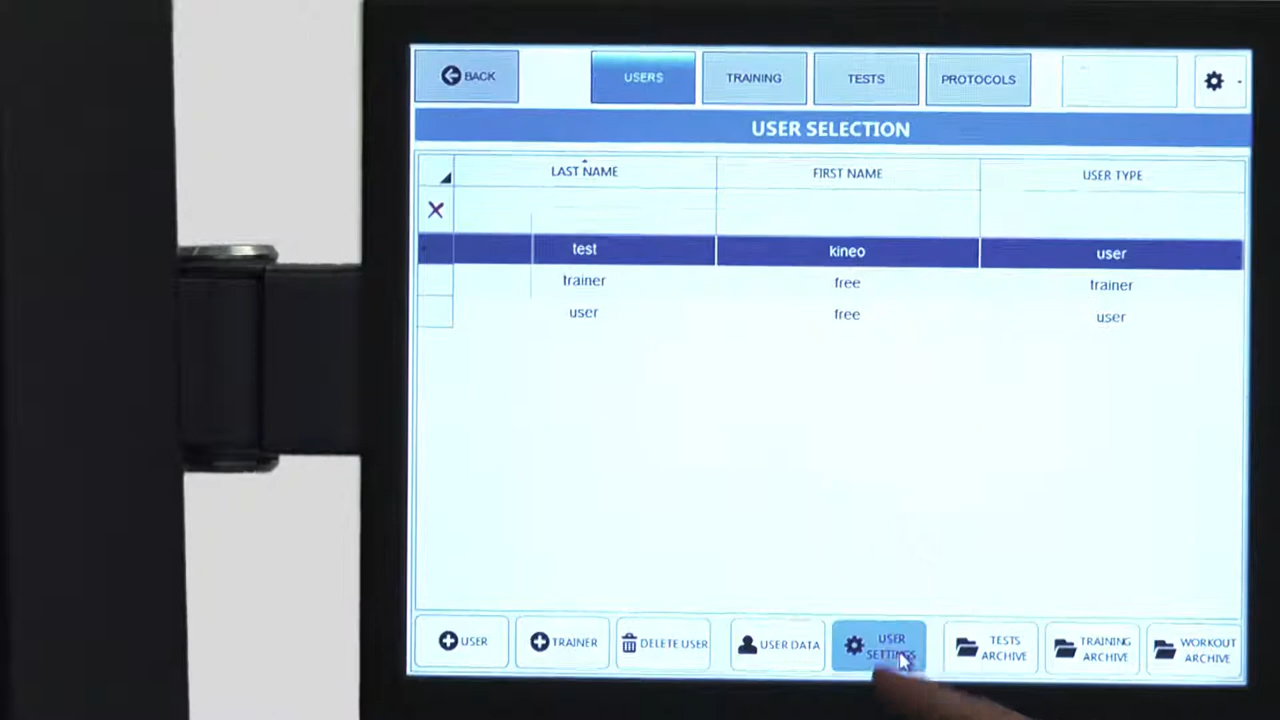 BACK
USERS
TRAINING
TESTS
PROTOCOLS
USER SELECTION
LAST NAME FIRST NAME USER TYPE
test kineo user
trainer free trainer
user free user
USER
TRAINER
DELETE USER
USER DATA
USER
SETTINGS
TESTS
ARCHIVE
TRAINING
ARCHIVE
WORKOUT
ARCHIVE